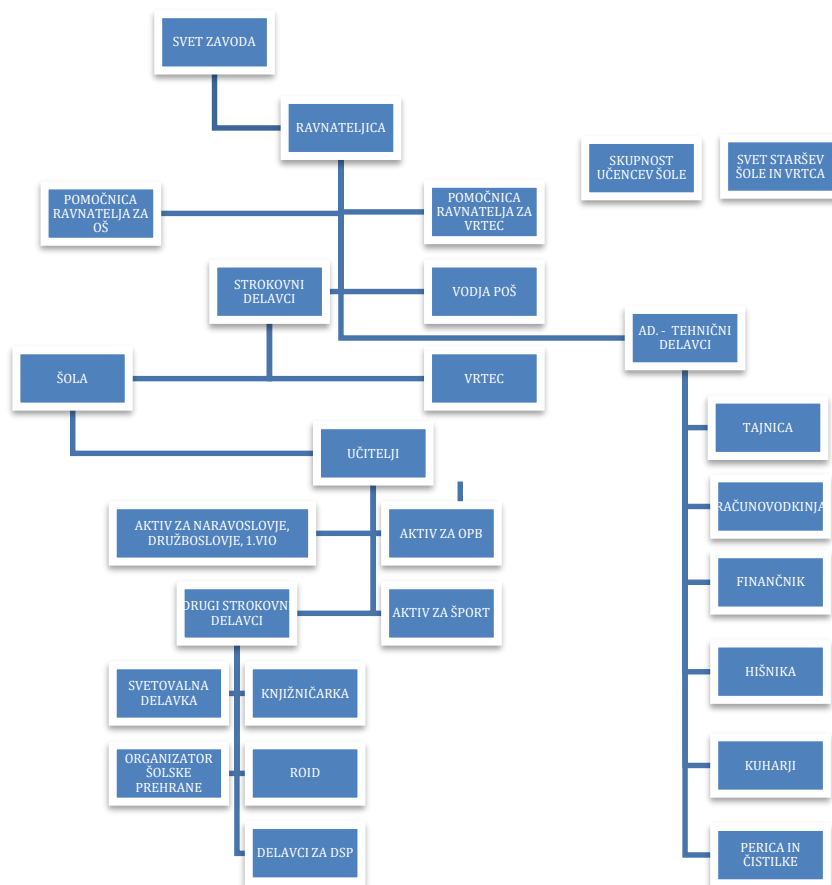 SVET ZAVODA
RAVNATELJICA
SKUPNOST
UČENCEV ŠOLE
SVET STARŠEV
ŠOLE IN VRTCA
POMOČNICA
RAVNATELJA ZA
OŠ
POMOČNICA
RAVNATELJA ZA
VRTEC
STROKOVNI
DELAVCI
VODJA POŠ
AD. - TEHNIČNI
DELAVCI
ŠOLA
VRTEC
TAJNICA
UČITELJI
RAČUNOVODKINJA
AKTIV ZA NARAVOSLOVJE,
DRUŽBOSLOVJE, 1.VIO
AKTIV ZA OPB
FINANČNIK
DRUGI STROKOVNI
DELAVCI
AKTIV ZA ŠPORT
HIŠNIKA
SVETOVALNA
DELAVKA
KNJIŽNIČARKA
ORGANIZATOR
ŠOLSKE
PREHRANE
ROID
KUHARJI
DELAVCI ZA DSP
PERICA IN
ČISTILKE